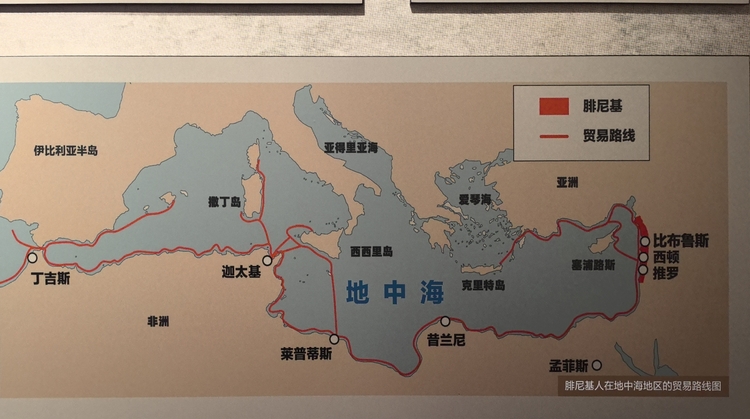 腓尼基
贸易路线
伊比利亚半岛
亚得里亚海
亚洲
撒丁岛
爱琴海
西西里岛
比布鲁斯
西顿
推罗
塞浦路斯
丁吉斯
迦太基
克里特岛
地中海
非洲
昔兰尼
莱普蒂斯
孟菲斯
腓尼基人在地中海地区的贸易路线图